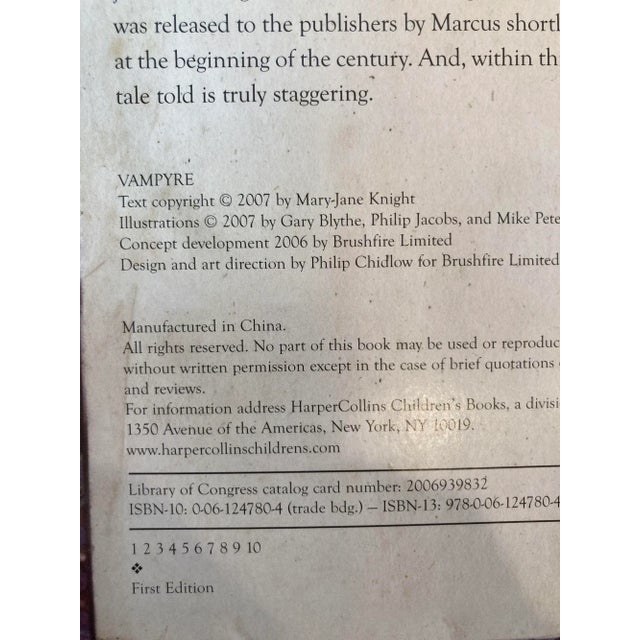 was released to the publishers by Marcus shortl
at the beginning of the century. And, within th
tale told is truly staggering.
VAMPYRE
Text copyright © 2007 by Mary-Jane Knight
Illustrations © 2007 by Gary Blythe, Philip Jacobs, and Mike Pete
Concept development 2006 by Brushfire Limited
Design and art direction by Philip Chidlow for Brushfire Limited
Manufactured in China.
All rights reserved. No part of this book may be used or reproduc
without written permission except in the case of brief quotations
and reviews.
For information address HarperCollins Children's Books, a divisi
1350 Avenue of the Americas, New York, NY 10019.
www.harpercollinschildrens.com
Library of Congress catalog card number: 2006939832
ISBN-10: 0-06-124780-4 (trade bdg.) — ISBN-13: 978-0-06-124780-4
1 2 3 4 5 6 7 8 9 10
❖
First Edition